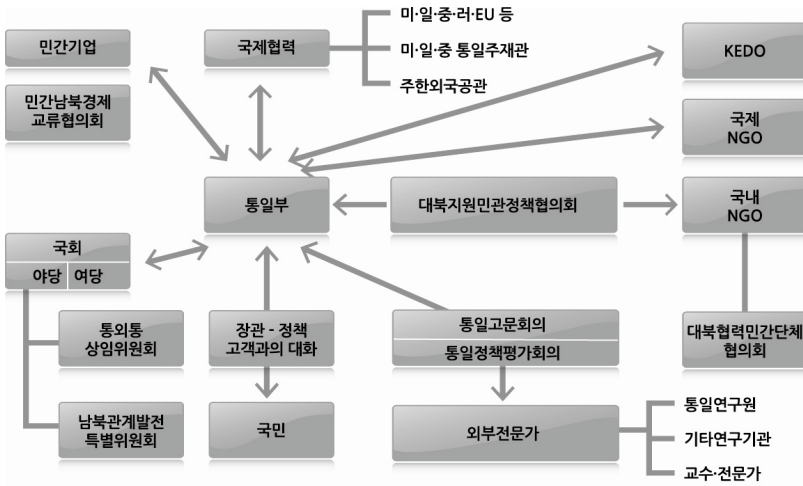 민간기업
민간남북경제
교류협의회
국제협력
미·일·중·러·EU 등
미·일·중 통일주재관
주한외국공관
KEDO
국제
NGO
통일부
대북지원민관정책협의회
국내
NGO
국회
야당 여당
통외통
상임위원회
남북관계발전
특별위원회
장관 - 정책
고객과의 대화
국민
통일고문회의
통일정책평가회의
외부전문가
대북협력민간단체
협의회
통일연구원
기타연구기관
교수·전문가